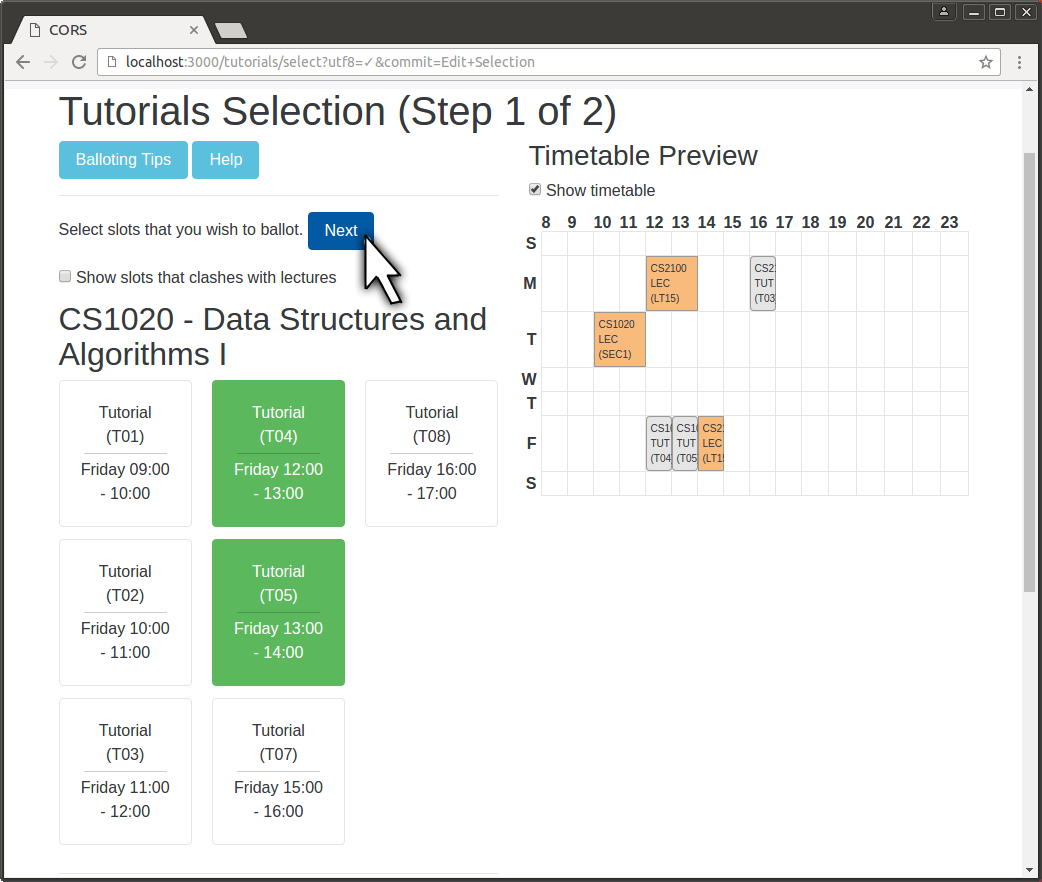 CORS
localhost:3000/tutorials/select?utf8=✓&commit=Edit+Selection
Tutorials Selection (Step 1 of 2)
Balloting Tips
Help
Select slots that you wish to ballot.
Next
Show slots that clashes with lectures
CS1020 - Data Structures and
Algorithms I
Tutorial
(T01)
Friday 09:00
- 10:00
Tutorial
(T04)
Friday 12:00
- 13:00
Tutorial
(T08)
Friday 16:00
- 17:00
Tutorial
(T02)
Friday 10:00
- 11:00
Tutorial
(T05)
Friday 13:00
- 14:00
Tutorial
(T03)
Friday 11:00
- 12:00
Tutorial
(T07)
Friday 15:00
- 16:00
Timetable Preview
Show timetable
8 9 10 11 12 13 14 15 16 17 18 19 20 21 22 23
S
M
CS2100
LEC
(LT15)
CS2
TUT
(T03
T
CS1020
LEC
(SEC1)
W
T
F
CS10
TUT
(T04
CS10
TUT
(T05
CS21
LEC
(LT15
S